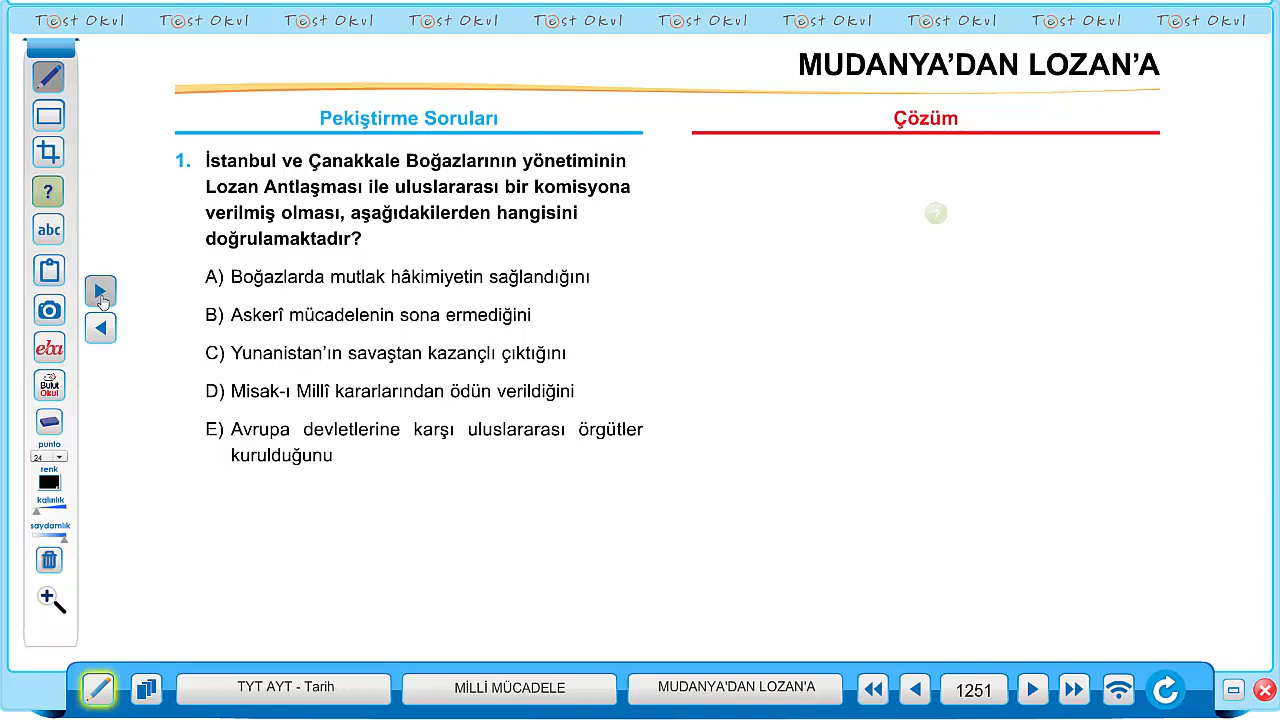 Test Okul Test Okul Test Okul Test Okul Test Okul Test Okul Test Okul Test Okul Test Okul Test Okul
MUDANYA’DAN LOZAN’A
Pekiştirme Soruları
Çözüm
1. İstanbul ve Çanakkale Boğazlarının yönetiminin
Lozan Antlaşması ile uluslararası bir komisyona
verilmiş olması, aşağıdakilerden hangisini
doğrulamaktadır?
A) Boğazlarda mutlak hâkimiyetin sağlandığını
B) Askerî mücadelenin sona ermediğini
C) Yunanistan’ın savaştan kazançlı çıktığını
D) Misak-ı Millî kararlarından ödün verildiğini
E) Avrupa devletlerine karşı uluslararası örgütler
kurulduğunu
?
?
abc
eba
Bulut
Okul
punto
24
renk
kalınlık
saydamlık
TYT AYT - Tarih
MİLLİ MÜCADELE
MUDANYA'DAN LOZAN'A
1251